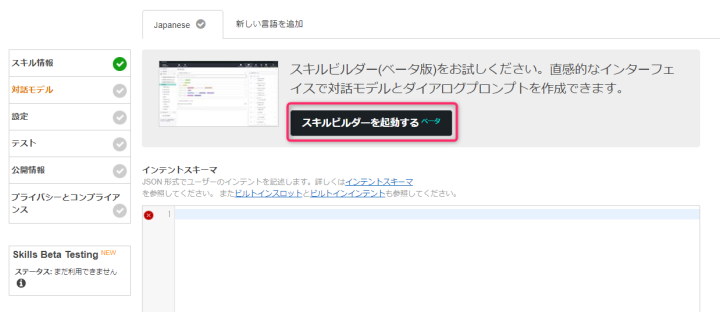 Japanese
新しい言語を追加
スキル情報
対話モデル
設定
テスト
公開情報
プライバシーとコンプライア
ンス
Skills Beta Testing NEW
ステータス: まだ利用できません
スキルビルダー(ベータ版)をお試しください。直感的なインターフェ
イスで対話モデルとダイアログプロンプトを作成できます。
スキルビルダーを起動する ベータ
インテントスキーマ
JSON 形式でユーザーのインテントを記述します。詳しくはインテントスキーマ
を参照してください。 またビルトインスロットとビルトインインテントも参照してください。
1